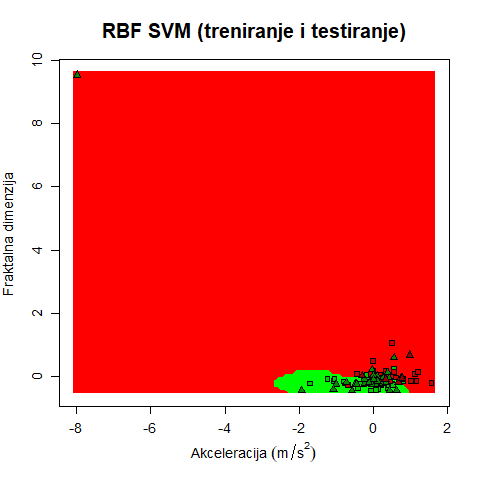 RBF SVM (treniranje i testiranje)
Fraktalna dimenzija
10
8
6
4
2
0
-8 -6 -4 -2 0 2
Akceleracija (m/s²)